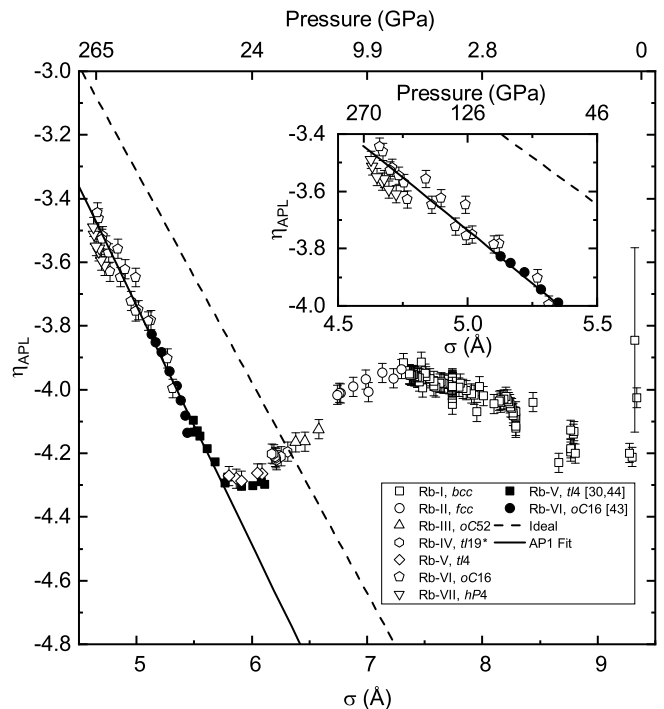 Pressure (GPa)
265 24 9.9 2.8 0
-3.0
-3.2
-3.4
-3.6
-3.8
-4.0
-4.2
-4.4
-4.6
-4.8
η_APL
5 6 7 8 9
σ (Å)
Pressure (GPa)
270 126 46
-3.4
-3.6
-3.8
-4.0
η_APL
4.5 5.0 5.5
σ (Å)
Rb-I, bcc
Rb-II, fcc
Rb-III, oC52
Rb-IV, tI19*
Rb-V, tI4
Rb-VI, oC16
Rb-VII, hP4
Rb-V, tI4 [30,44]
Rb-VI, oC16 [43]
Ideal
AP1 Fit